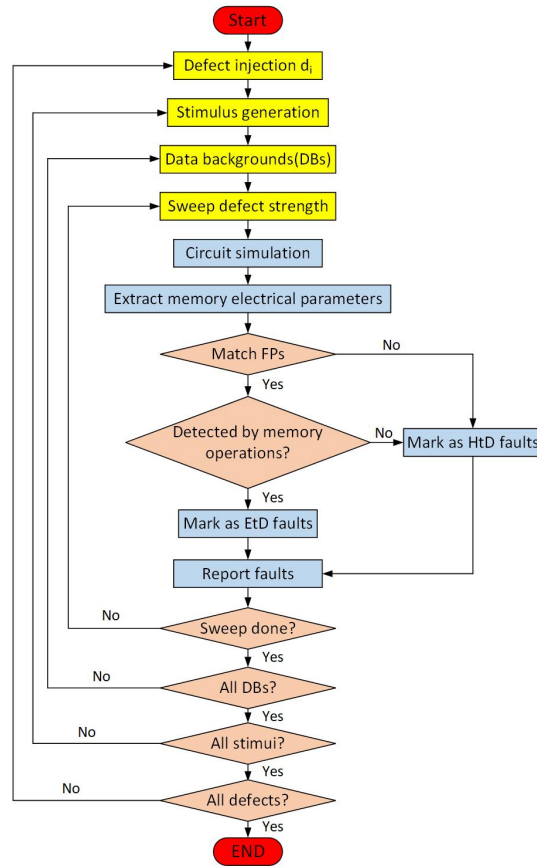 Start
Defect injection di
Stimulus generation
Data backgrounds(DBs)
Sweep defect strength
Circuit simulation
Extract memory electrical parameters
Match FPs
No
Yes
Detected by memory
operations?
No
Mark as HtD faults
Yes
Mark as EtD faults
Report faults
No
Sweep done?
Yes
No
All DBs?
Yes
No
All stimui?
Yes
No
All defects?
Yes
END